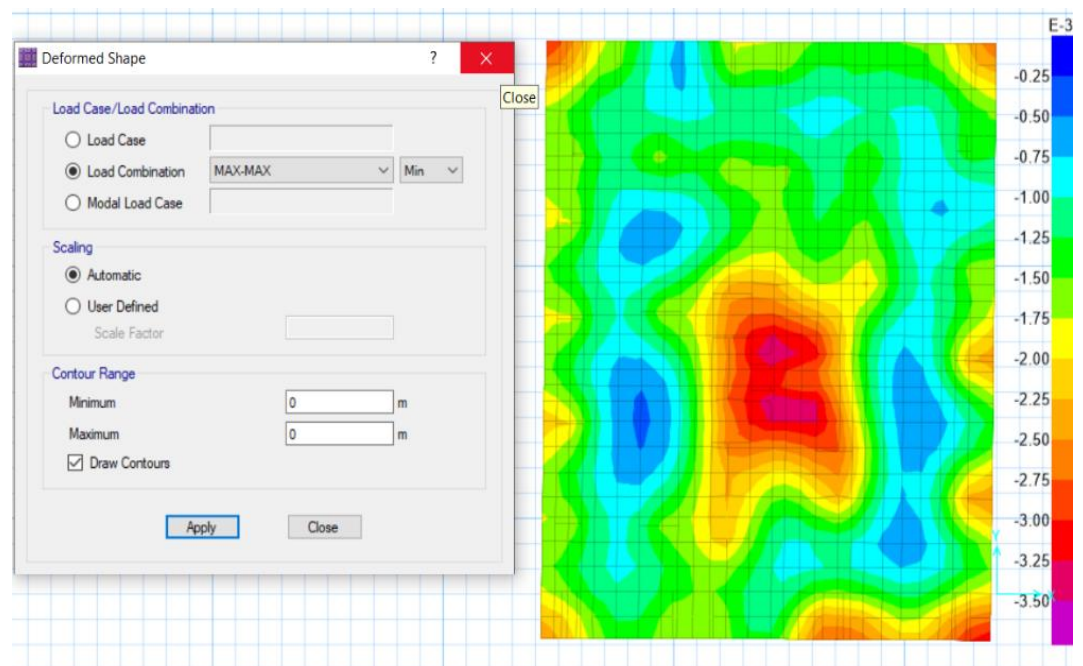 Deformed Shape
?
Close
Load Case/Load Combination
Load Case
Load Combination MAX-MAX Min
Modal Load Case
Scaling
Automatic
User Defined
Scale Factor
Contour Range
Minimum 0 m
Maximum 0 m
Draw Contours
Apply Close
E-3
-0.25
-0.50
-0.75
-1.00
-1.25
-1.50
-1.75
-2.00
-2.25
-2.50
-2.75
-3.00
-3.25
-3.50
Y
X